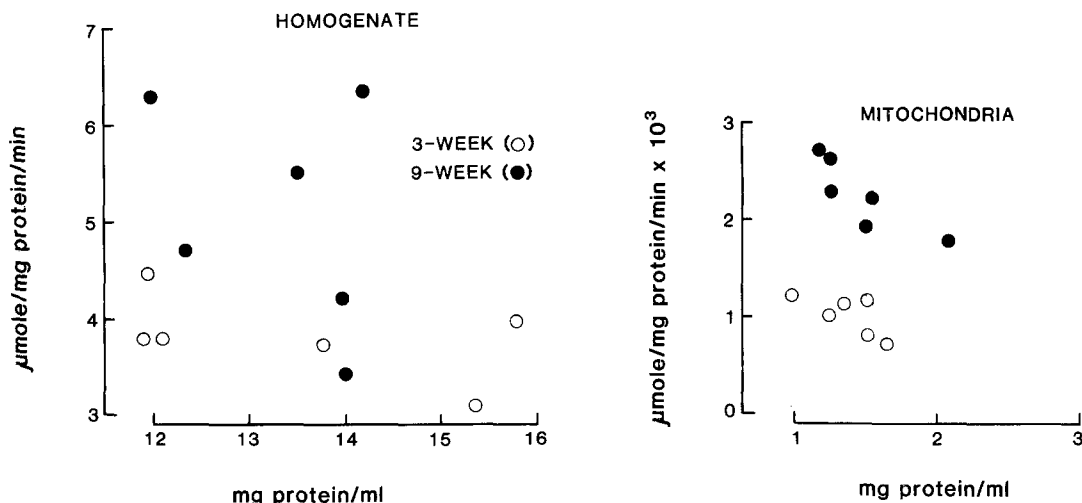 HOMOGENATE
7
6
5
4
3
μmole/mg protein/min
3-WEEK (○)
9-WEEK (●)
12 13 14 15 16
mg protein/ml
MITOCHONDRIA
3
2
1
0
μmole/mg protein/min x 10³
1 2 3
mg protein/ml